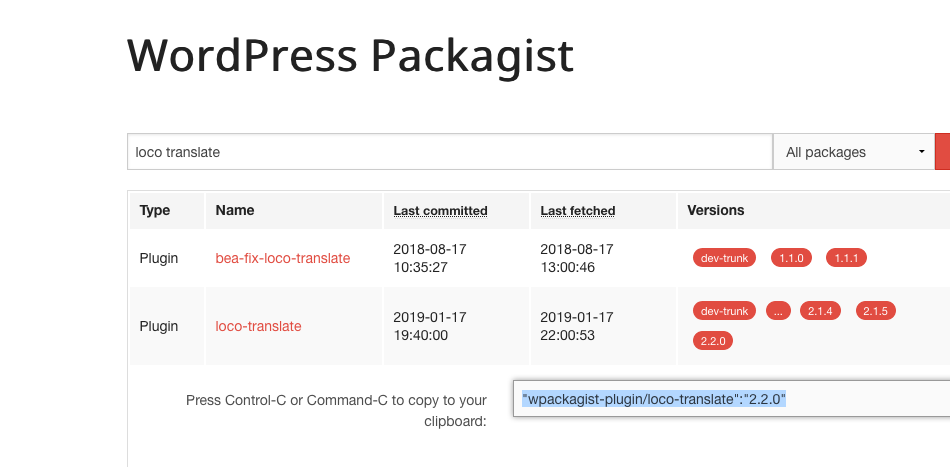 WordPress Packagist
loco translate
All packages
Type Name Last committed Last fetched Versions
Plugin bea-fix-loco-translate 2018-08-17 10:35:27 2018-08-17 13:00:46 dev-trunk 1.1.0 1.1.1
Plugin loco-translate 2019-01-17 19:40:00 2019-01-17 22:00:53 dev-trunk ... 2.1.4 2.1.5
2.2.0
Press Control-C or Command-C to copy to your
clipboard:
"wpackagist-plugin/loco-translate":"2.2.0"